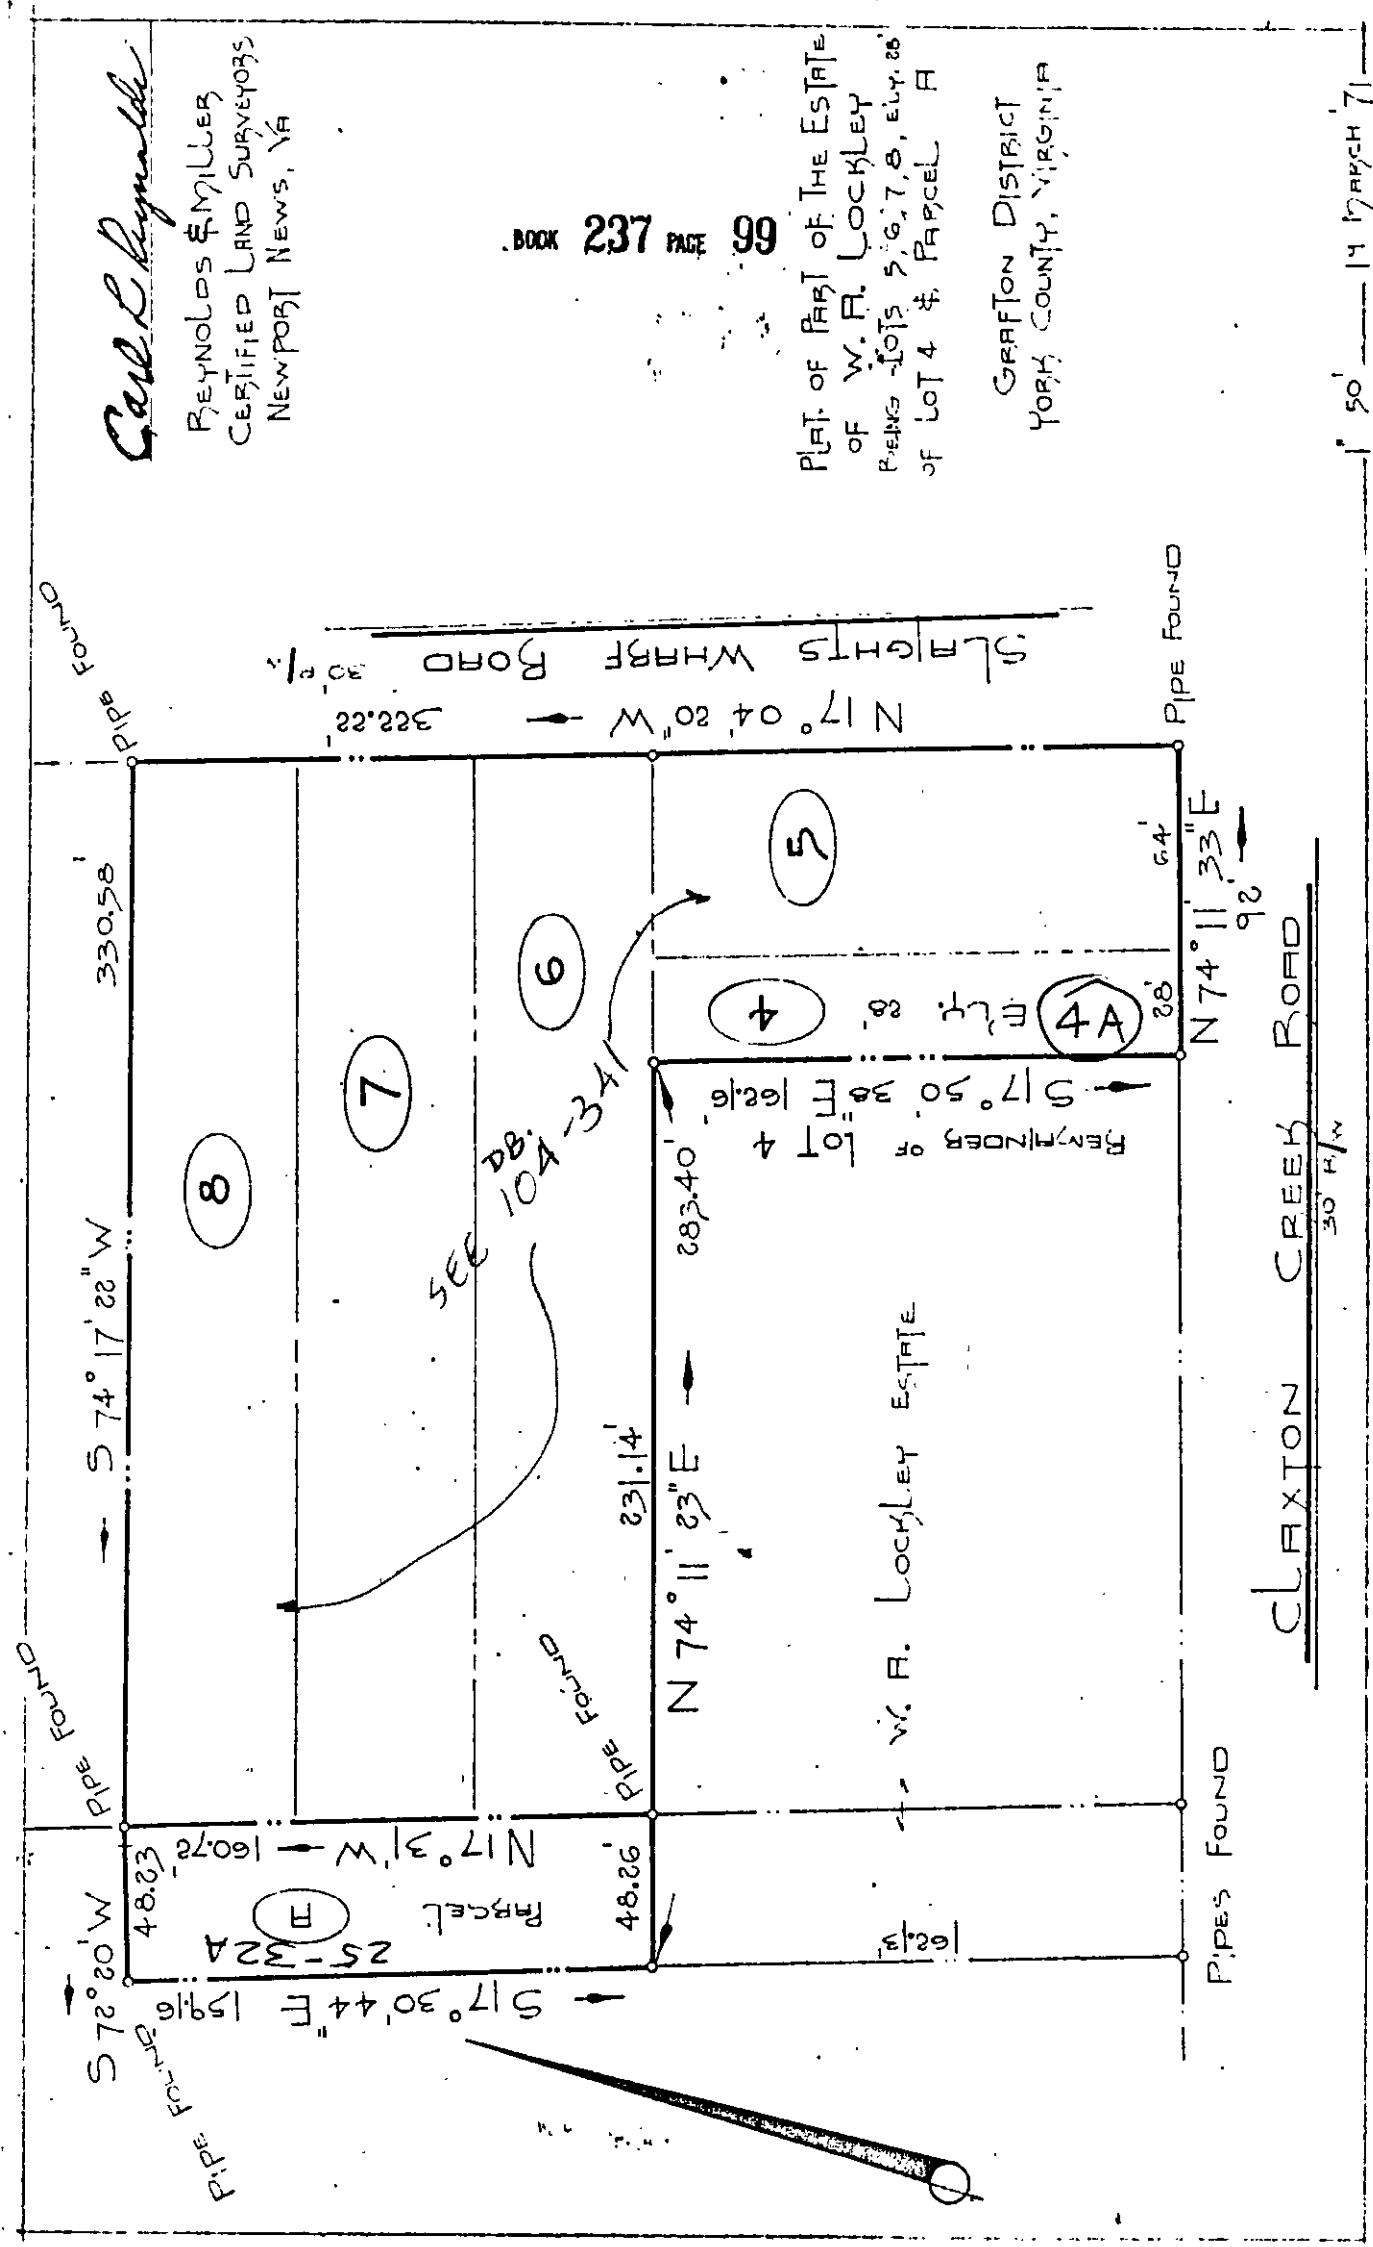 Carl R Reynolds
REYNOLDS & MILLER
CERTIFIED LAND SURVEYORS
NEWPORT NEWS, VA
BOOK 237 PAGE 99
PLAT OF PART OF THE ESTATE
OF W. A. LOCKLEY
BEING LOTS 5, 6, 7, 8, ELY. 28'
OF LOT 4 & PARCEL A
GRAFTON DISTRICT
YORK COUNTY, VIRGINIA
1" 50' 14 MARCH '71
PIPE FOUND
SLAIGHTS WHARF ROAD 30' R/W
N 17° 04' 20" W 322.22'
PIPE FOUND
330.58'
S 74° 17' 22" W
PIPE FOUND
8
7
6
5
4
ELY. 28'
4A
28'
64'
N 74° 11' 33" E
92'
S 17° 50' 38" E 162.16'
REMAINDER OF LOT 4
SEE DB.
104-341
283.40'
231.14'
N 74° 11' 23" E
PIPE FOUND
W. A. LOCKLEY ESTATE
CLAXTON CREEK ROAD
30' R/W
N 17° 31' W 160.72'
48.23'
48.26'
PARCEL
A
25-32A
S 72° 20' W
S 17° 30' 44" E 159.16
PIPE FOUND
162.13'
PIPES FOUND